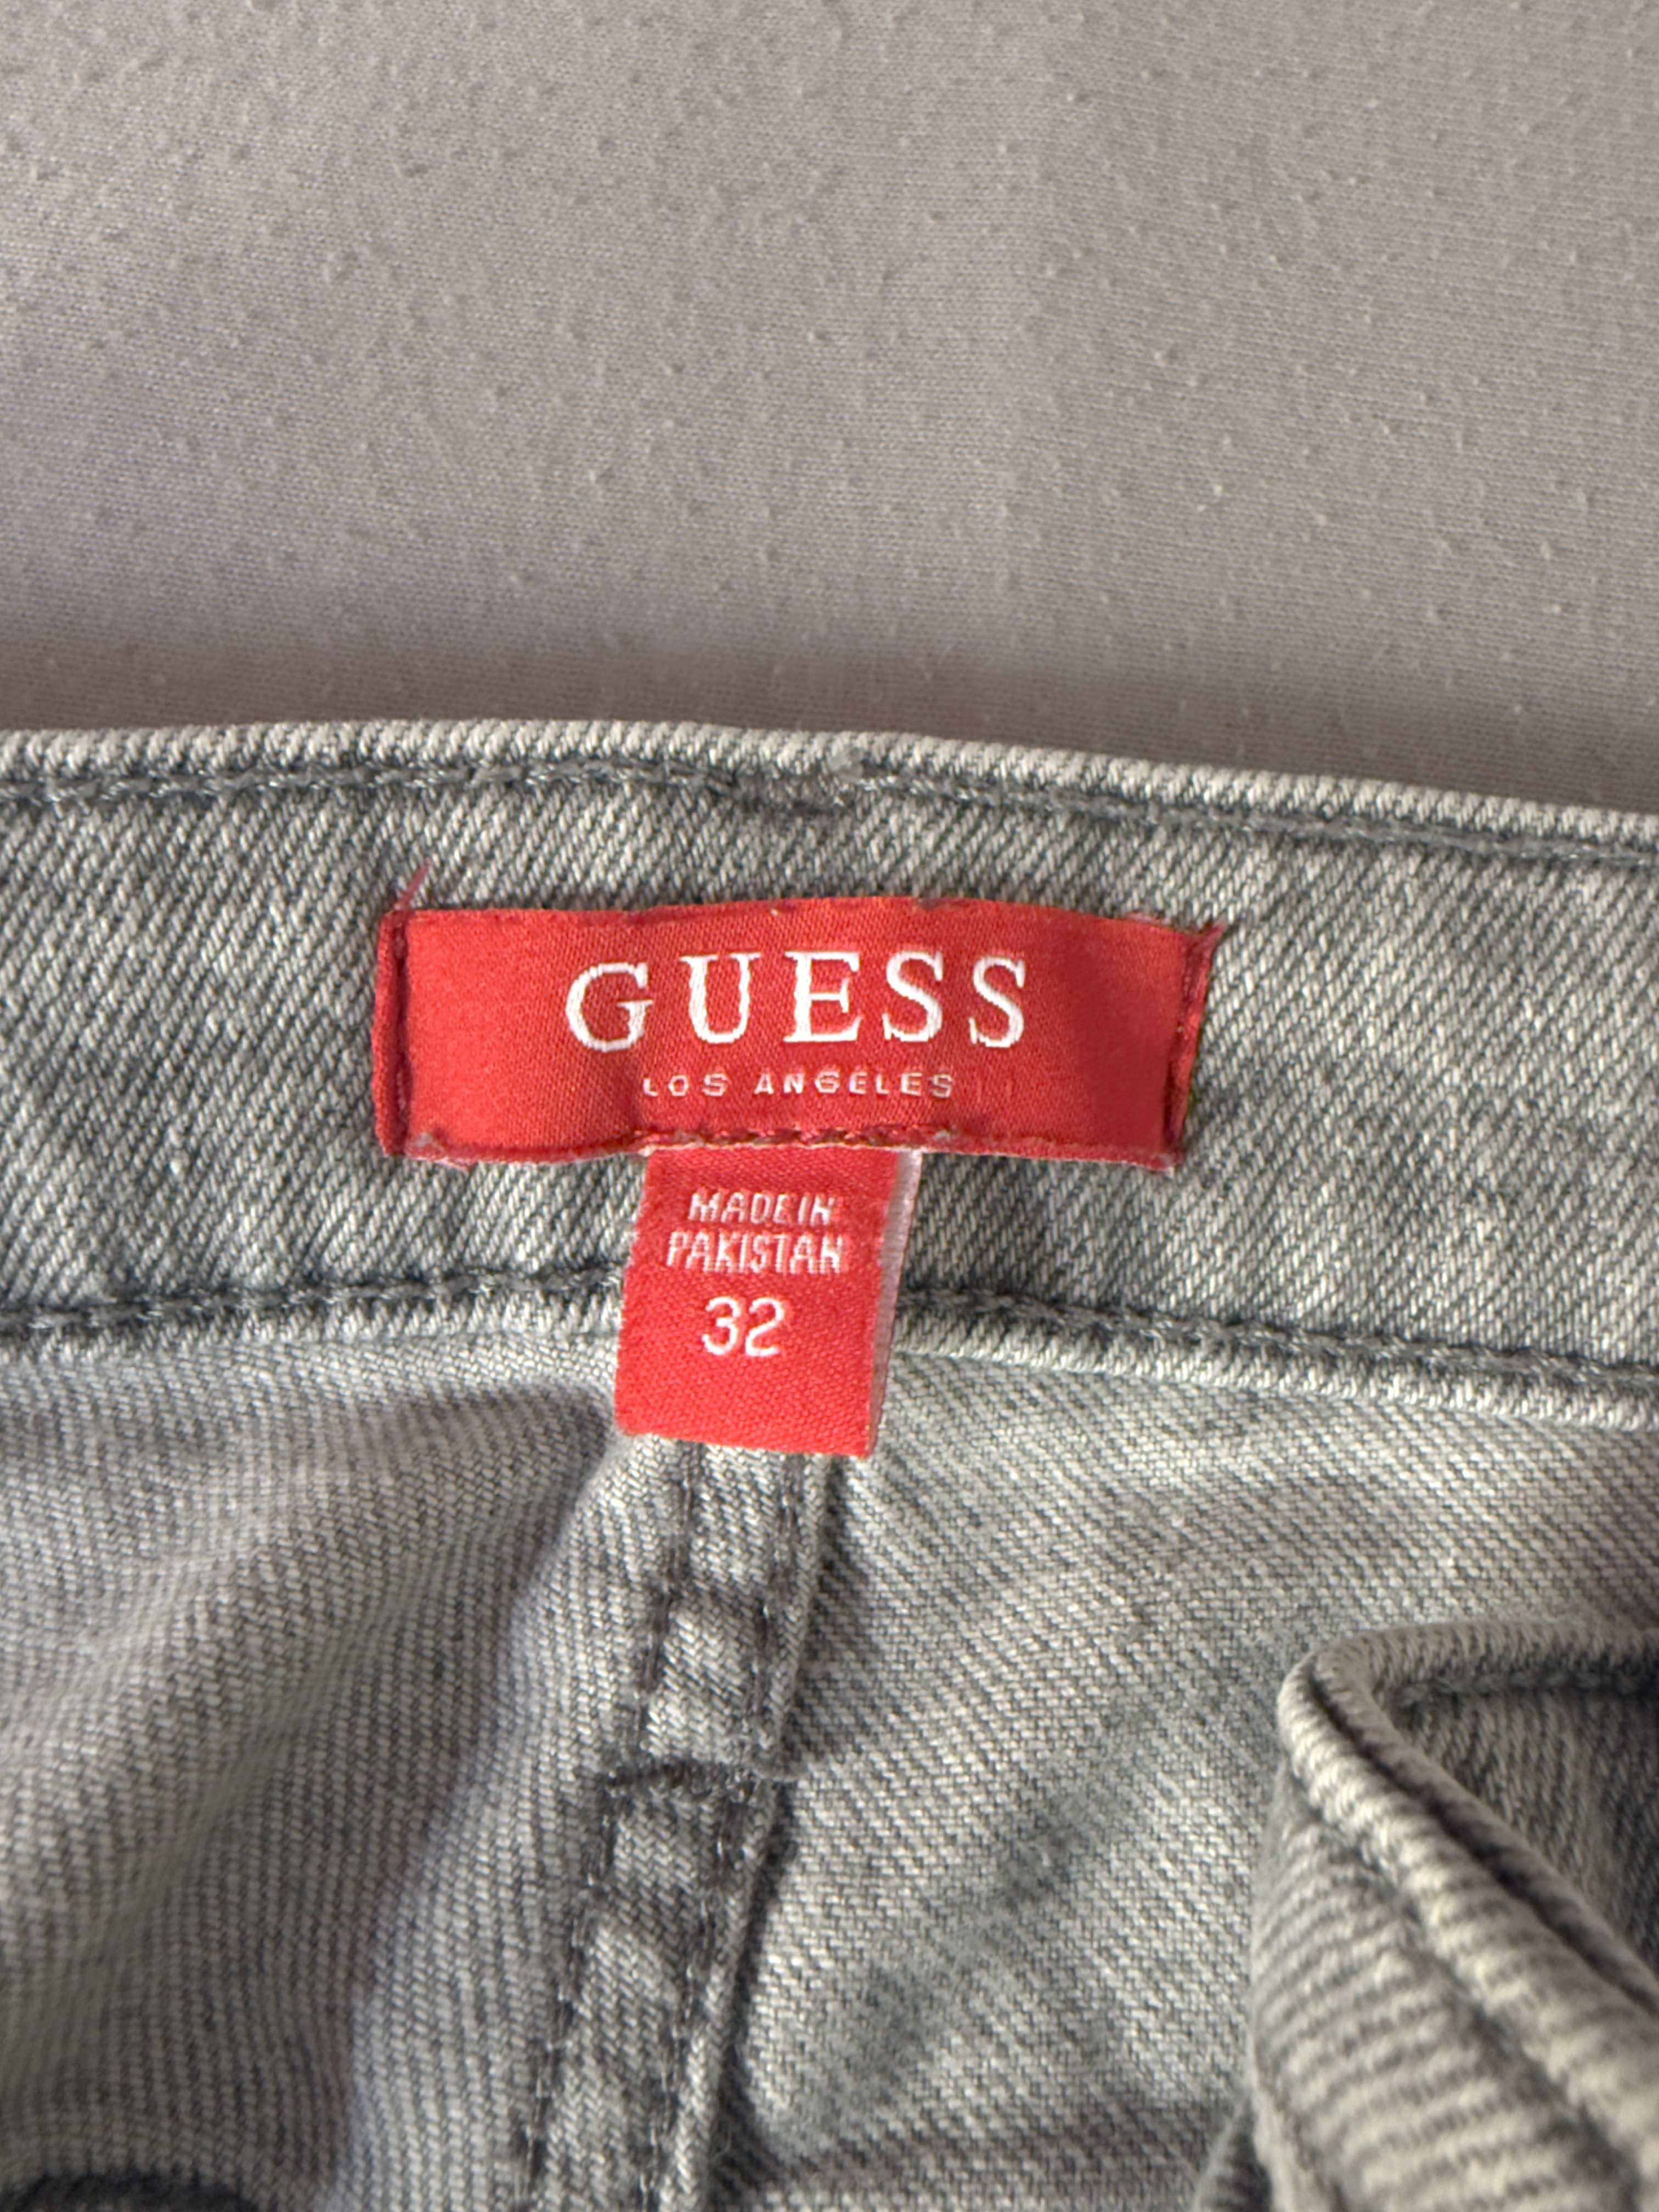 GUESS
LOS ANGELES
MADE IN
PAKISTAN
32